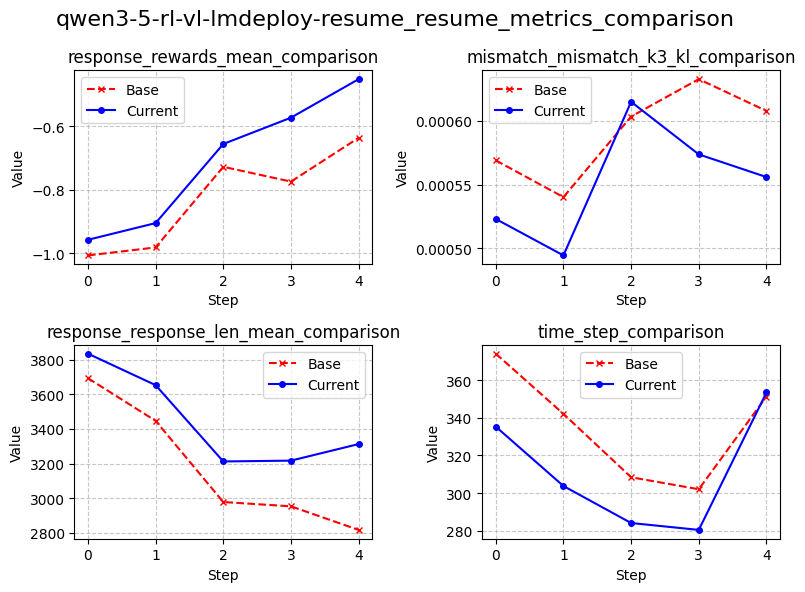 qwen3-5-rl-vl-lmdeploy-resume_resume_metrics_comparison
response_rewards_mean_comparison
Base
Current
Value
−0.6
−0.8
−1.0
0 1 2 3 4
Step
mismatch_mismatch_k3_kl_comparison
Base
Current
Value
0.00060
0.00055
0.00050
0 1 2 3 4
Step
response_response_len_mean_comparison
Base
Current
Value
3800
3600
3400
3200
3000
2800
0 1 2 3 4
Step
time_step_comparison
Base
Current
Value
360
340
320
300
280
0 1 2 3 4
Step